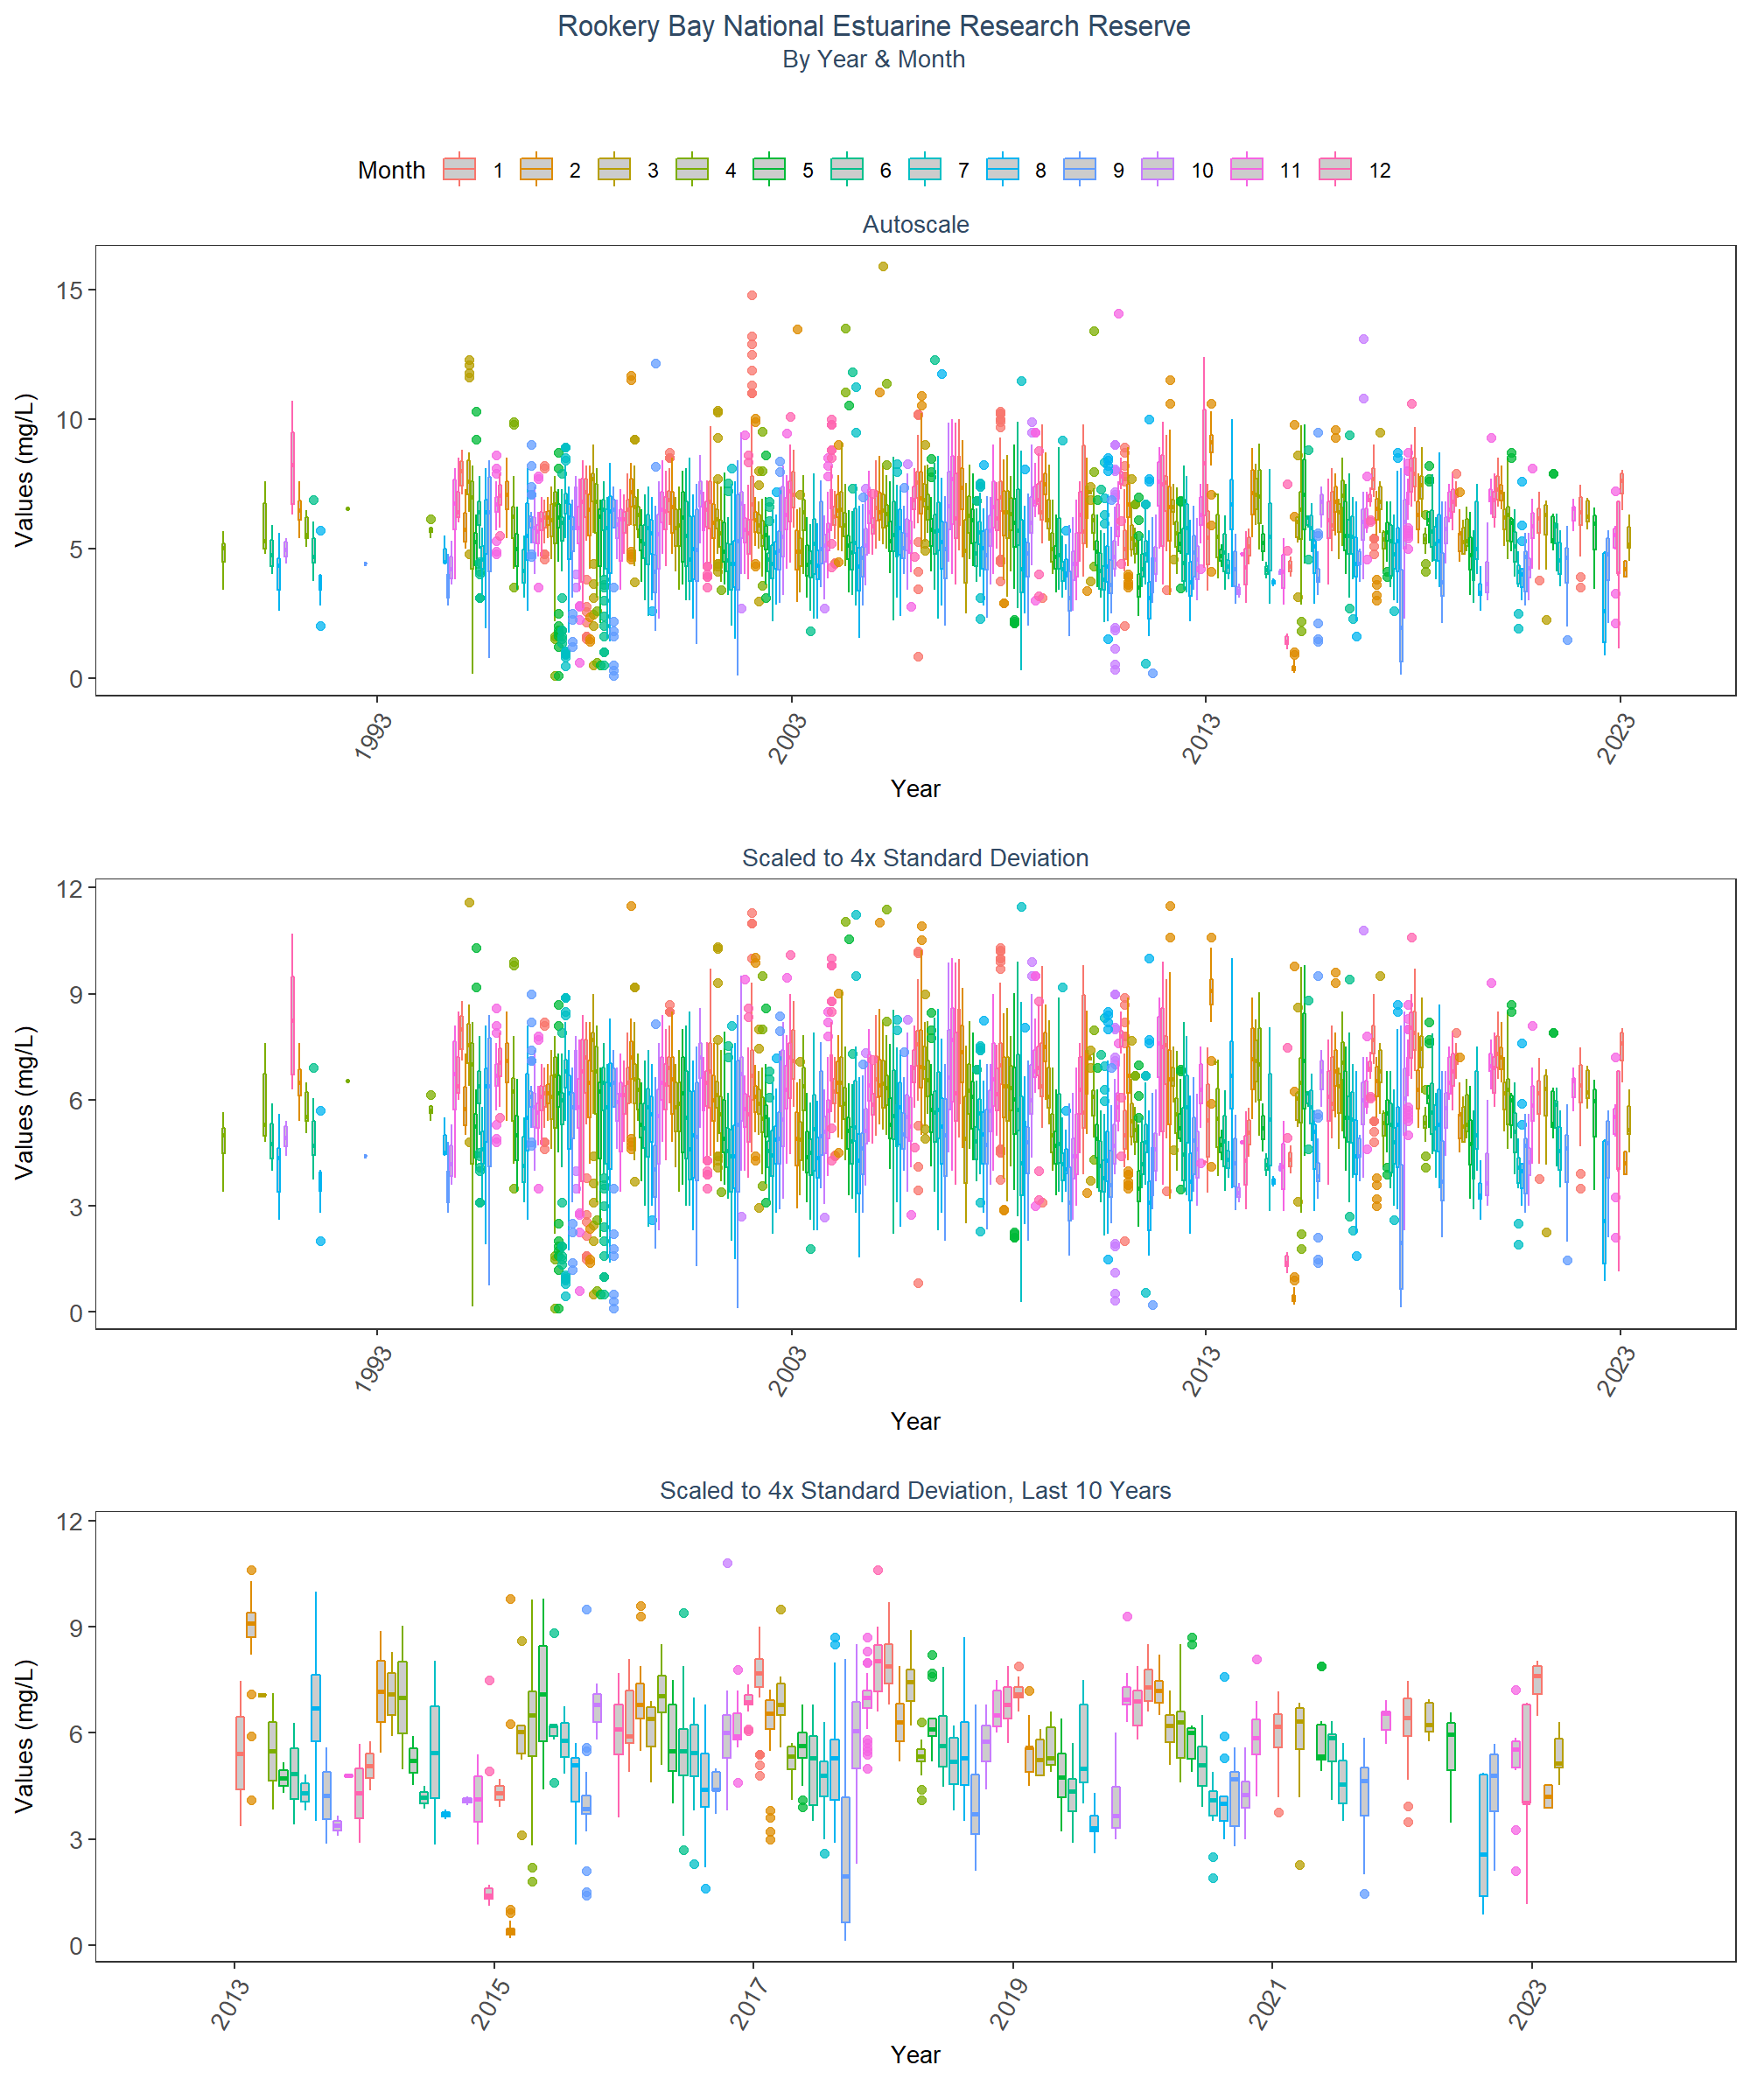 Rookery Bay National Estuarine Research Reserve
By Year & Month
Month 1 2 3 4 5 6 7 8 9 10 11 12
Autoscale
Values (mg/L)
15
10
5
0
1993 2003 2013 2023
Year
Scaled to 4x Standard Deviation
Values (mg/L)
12
9
6
3
0
1993 2003 2013 2023
Year
Scaled to 4x Standard Deviation, Last 10 Years
Values (mg/L)
12
9
6
3
0
2013 2015 2017 2019 2021 2023
Year